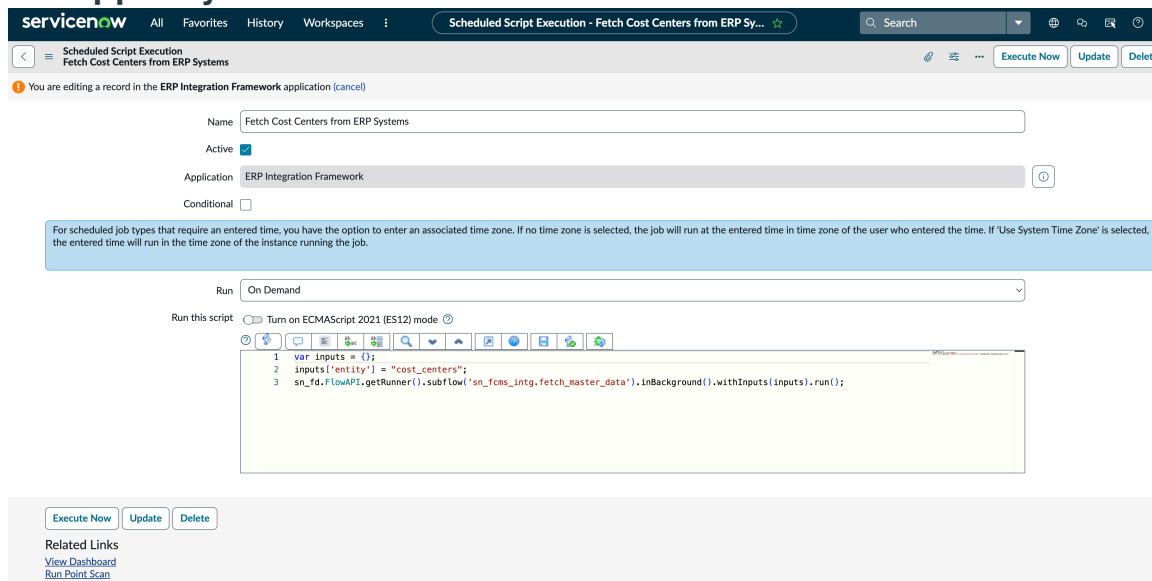 servicenow All Favorites History Workspaces Scheduled Script Execution - Fetch Cost Centers from ERP Sy... Search
Scheduled Script Execution
Fetch Cost Centers from ERP Systems
Execute Now Update Delet
You are editing a record in the ERP Integration Framework application (cancel)
Name Fetch Cost Centers from ERP Systems
Active
Application ERP Integration Framework
Conditional
For scheduled job types that require an entered time, you have the option to enter an associated time zone. If no time zone is selected, the job will run at the entered time in time zone of the user who entered the time. If 'Use System Time Zone' is selected,
the entered time will run in the time zone of the instance running the job.
Run On Demand
Run this script Turn on ECMAScript 2021 (ES12) mode
1 var inputs = {};
2 inputs['entity'] = "cost_centers";
3 sn_fd.FlowAPI.getRunner().subflow('sn_fcms_intg.fetch_master_data').inBackground().withInputs(inputs).run();
Execute Now Update Delete
Related Links
View Dashboard
Run Point Scan